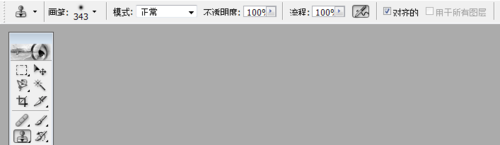 画笔: 343 模式: 正常 不透明度: 100% 流程: 100% 对齐的 用于所有图层